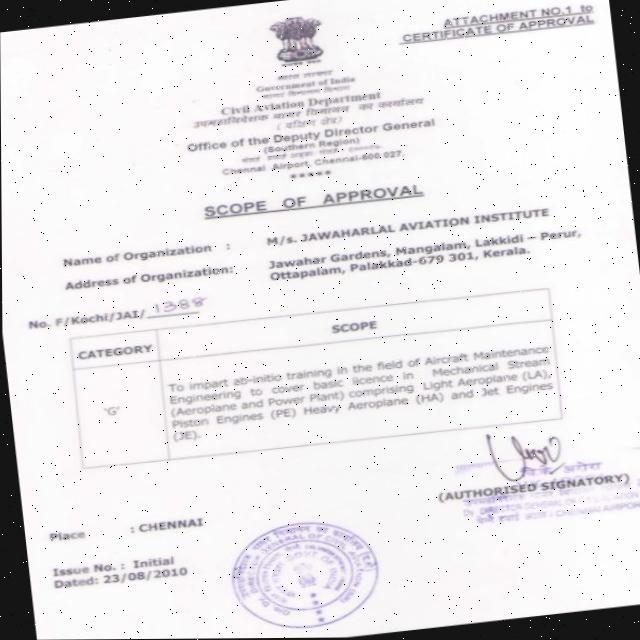 ATTACHMENT NO.1 to
CERTIFICATE OF APPROVAL
भारत सरकार
Government of India
Civil Aviation Department
Office of the Deputy Director General
(Southern Region)
Chennai Airport, Chennai-600 027.
*****
SCOPE OF APPROVAL
Name of Organization : M/s. JAWAHARLAL AVIATION INSTITUTE
Address of Organization: Jawahar Gardens, Mangalam, Lakkidi – Perur,
Ottapalam, Palakkad-679 301, Kerala.
No. F/Kochi/JAI/ 1388
CATEGORY SCOPE
'G' To impart ab-initio training in the field of Aircraft Maintenance
Engineering to cover basic licence in Mechanical Stream
(Aeroplane and Power Plant) comprising Light Aeroplane (LA),
Piston Engines (PE) Heavy Aeroplane (HA) and Jet Engines
(JE).
(AUTHORISED SIGNATORY)
Place : CHENNAI
Issue No. : Initial
Dated: 23/08/2010